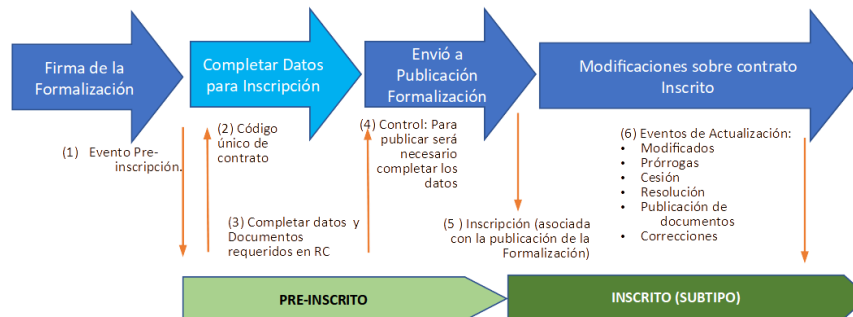 Firma de la
Formalización
Completar Datos
para Inscripción
Envió a
Publicación
Formalización
Modificaciones sobre contrato
Inscrito
(1) Evento Pre-
inscripción.
(2) Código
único de
contrato
(3) Completar datos y
Documentos
requeridos en RC
(4) Control: Para
publicar será
necesario
completar los
datos
(5 ) Inscripción (asociada
con la publicación de la
Formalización)
(6) Eventos de Actualización:
• Modificados
• Prórrogas
• Cesión
• Resolución
• Publicación de
documentos
• Correcciones
PRE-INSCRITO
INSCRITO (SUBTIPO)